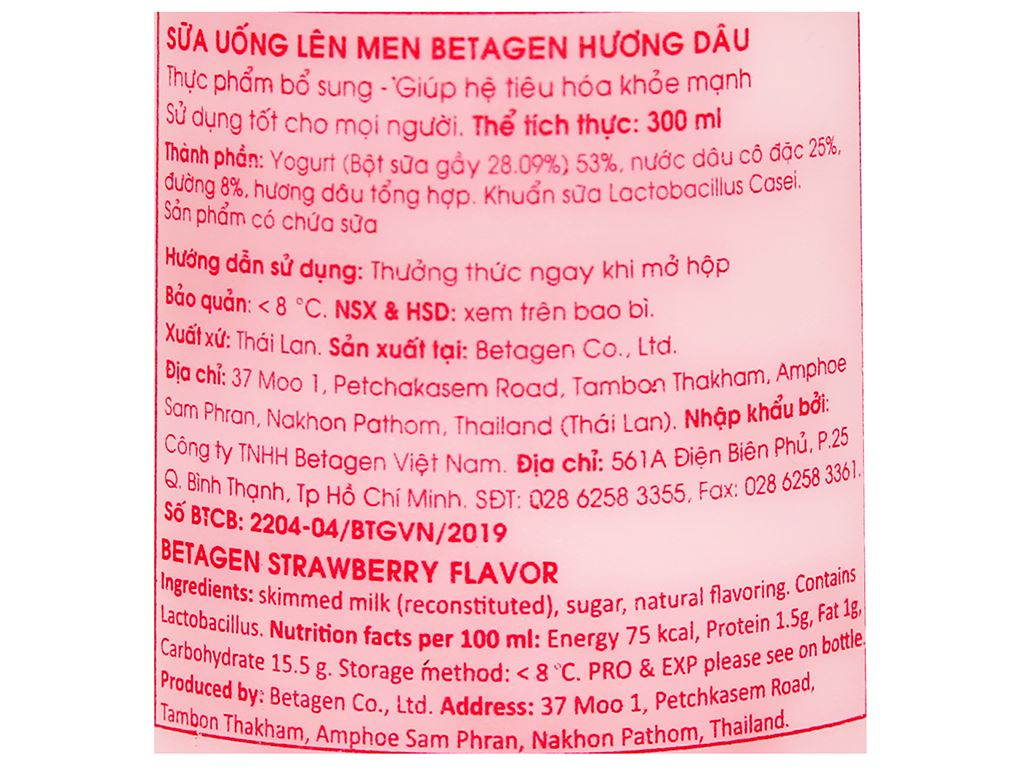 SỮA UỐNG LÊN MEN BETAGEN HƯƠNG DÂU
Thực phẩm bổ sung - Giúp hệ tiêu hóa khỏe mạnh
Sử dụng tốt cho mọi người. Thể tích thực: 300 ml
Thành phần: Yogurt (Bột sữa gầy 28.09%) 53%, nước dâu cô đặc 25%,
đường 8%, hương dâu tổng hợp. Khuẩn sữa Lactobacillus Casei.
Sản phẩm có chứa sữa
Hướng dẫn sử dụng: Thưởng thức ngay khi mở hộp
Bảo quản: < 8 °C. NSX & HSD: xem trên bao bì.
Xuất xứ: Thái Lan. Sản xuất tại: Betagen Co., Ltd.
Địa chỉ: 37 Moo 1, Petchakasem Road, Tambon Thakham, Amphoe
Sam Phran, Nakhon Pathom, Thailand (Thái Lan). Nhập khẩu bởi:
Công ty TNHH Betagen Việt Nam. Địa chỉ: 561A Điện Biên Phủ, P.25
Q. Bình Thạnh, Tp Hồ Chí Minh. SĐT: 028 6258 3355, Fax: 028 6258 3361.
Số BTCB: 2204-04/BTGVN/2019
BETAGEN STRAWBERRY FLAVOR
Ingredients: skimmed milk (reconstituted), sugar, natural flavoring. Contains
Lactobacillus. Nutrition facts per 100 ml: Energy 75 kcal, Protein 1.5g, Fat 1g,
Carbohydrate 15.5 g. Storage method: < 8 °C. PRO & EXP please see on bottle.
Produced by: Betagen Co., Ltd. Address: 37 Moo 1, Petchkasem Road,
Tambon Thakham, Amphoe Sam Phran, Nakhon Pathom, Thailand.